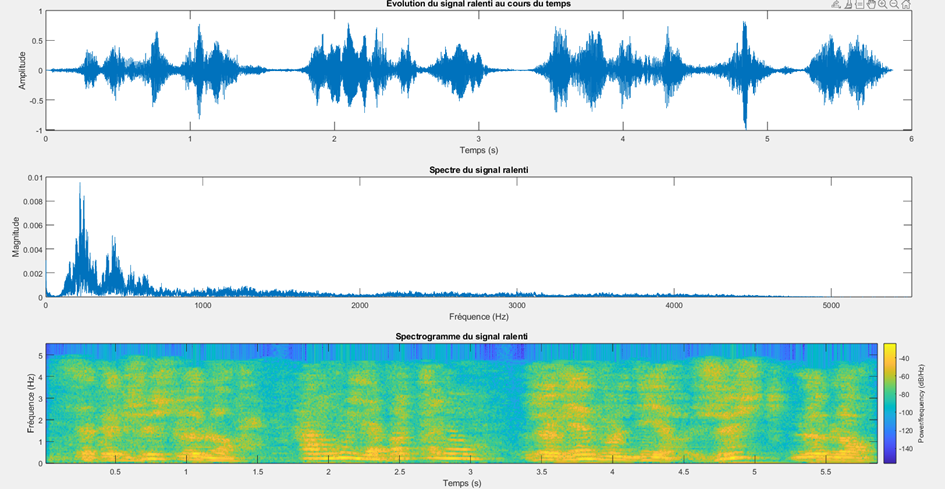 Evolution du signal ralenti au cours du temps
1
0.5
0
-0.5
-1
Amplitude
0 1 2 3 4 5 6
Temps (s)
Spectre du signal ralenti
0.01
0.008
0.006
0.004
0.002
0
Magnitude
0 1000 2000 3000 4000 5000
Fréquence (Hz)
Spectrogramme du signal ralenti
5
4
3
2
1
0
Fréquence (Hz)
0.5 1 1.5 2 2.5 3 3.5 4 4.5 5 5.5
Temps (s)
-40
-60
-80
-100
-120
-140
Power/frequency (dB/Hz)